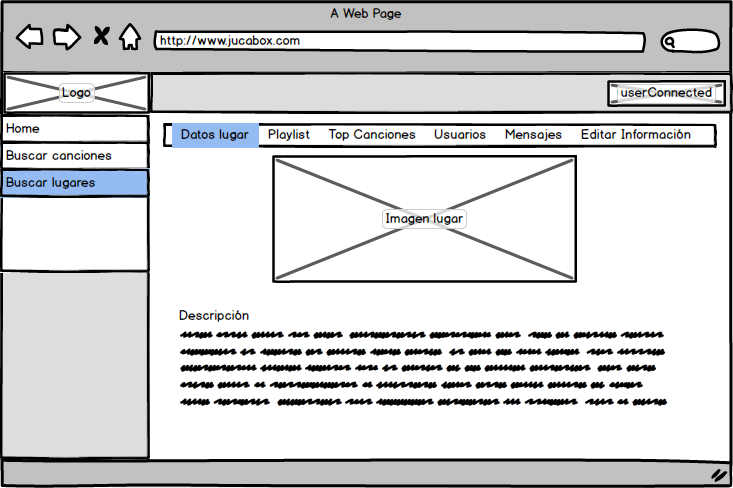 A Web Page
http://www.jucabox.com
Logo
userConnected
Home
Buscar canciones
Buscar lugares
Datos lugar Playlist Top Canciones Usuarios Mensajes Editar Información
Imagen lugar
Descripción